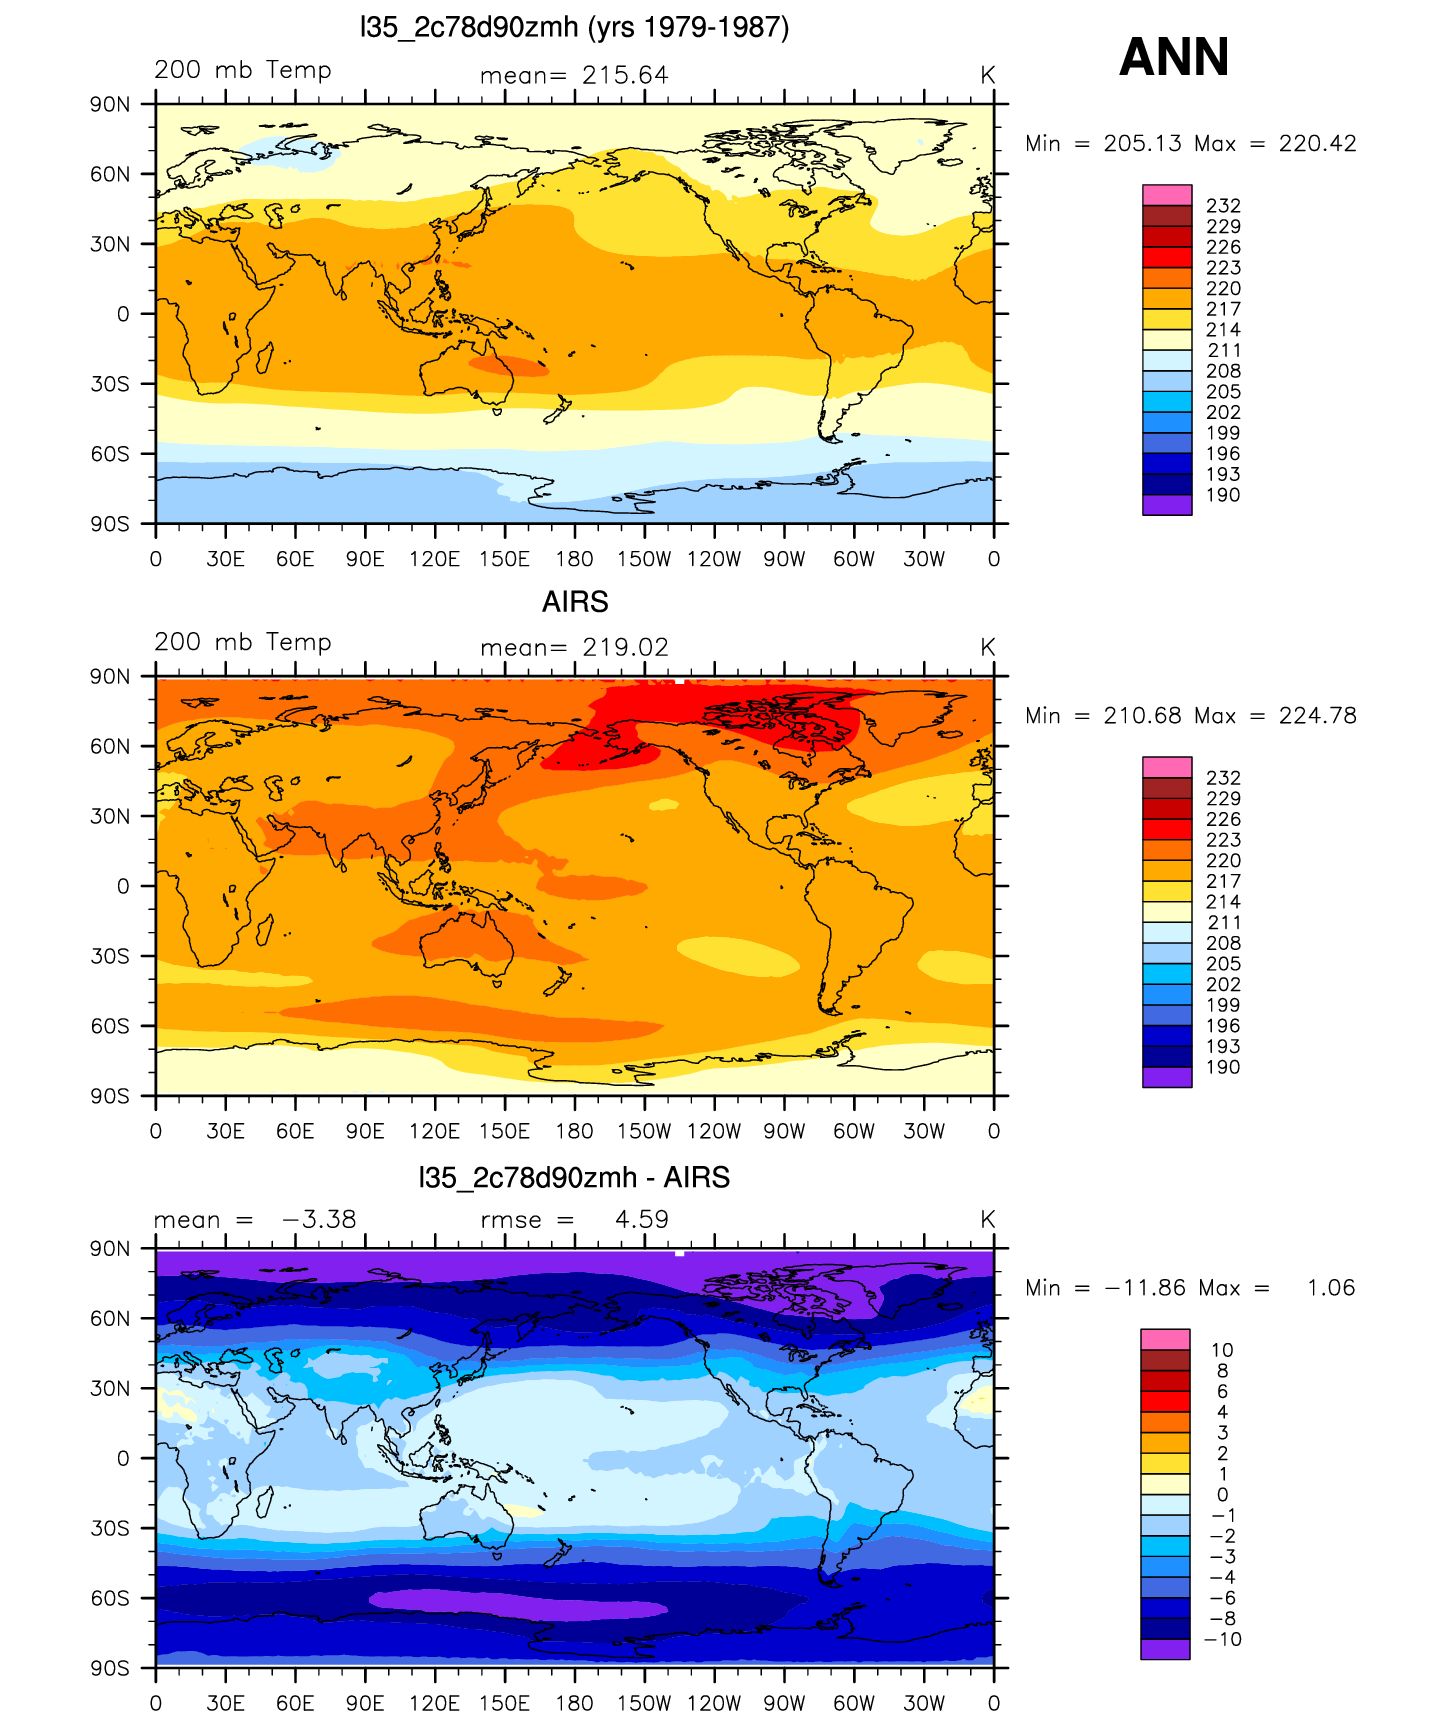 l35_2c78d90zmh (yrs 1979-1987)
ANN
200 mb Temp mean= 215.64 K
Min = 205.13 Max = 220.42
90N
60N
30N
0
30S
60S
90S
0 30E 60E 90E 120E 150E 180 150W 120W 90W 60W 30W 0
232
229
226
223
220
217
214
211
208
205
202
199
196
193
190
AIRS
200 mb Temp mean= 219.02 K
Min = 210.68 Max = 224.78
90N
60N
30N
0
30S
60S
90S
0 30E 60E 90E 120E 150E 180 150W 120W 90W 60W 30W 0
232
229
226
223
220
217
214
211
208
205
202
199
196
193
190
l35_2c78d90zmh - AIRS
mean = −3.38 rmse = 4.59 K
Min = −11.86 Max = 1.06
90N
60N
30N
0
30S
60S
90S
0 30E 60E 90E 120E 150E 180 150W 120W 90W 60W 30W 0
10
8
6
4
3
2
1
0
−1
−2
−3
−4
−6
−8
−10